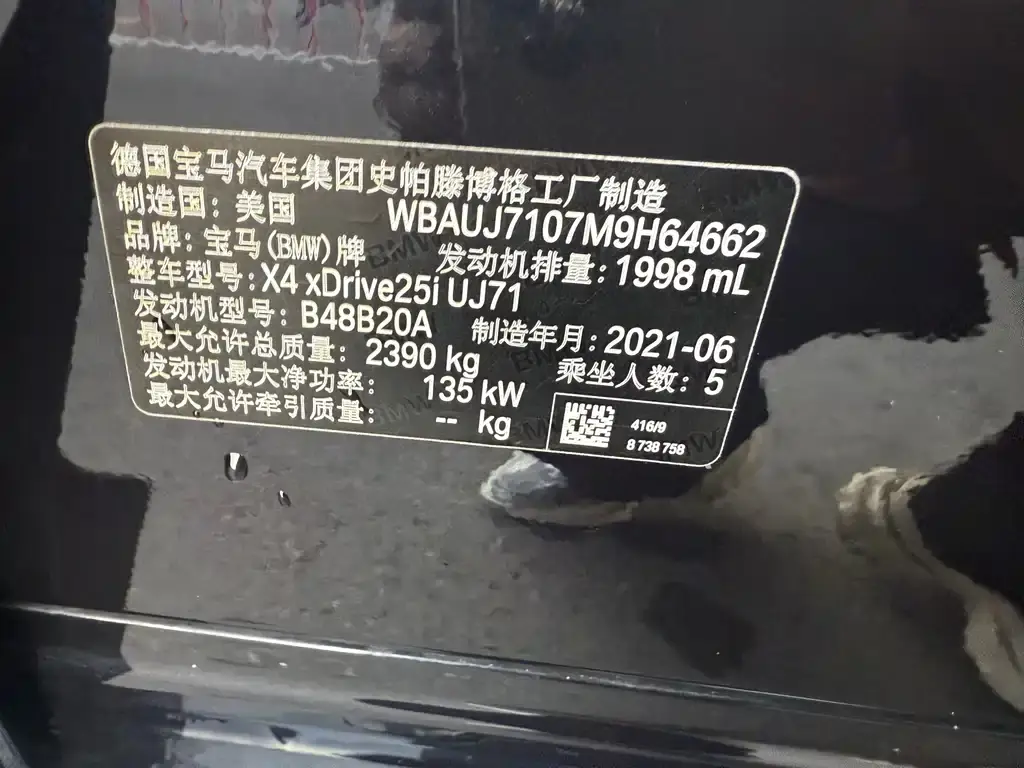 德国宝马汽车集团史帕滕博格工厂制造
制造国：美国 WBAUJ7107M9H64662
品牌：宝马(BMW)牌 发动机排量：1998 mL
整车型号：X4 xDrive25i UJ71
发动机型号：B48B20A 制造年月：2021-06
最大允许总质量：2390 kg 乘坐人数：5
发动机最大净功率：135 kW
最大允许牵引质量：-- kg
416/9
8 738 758